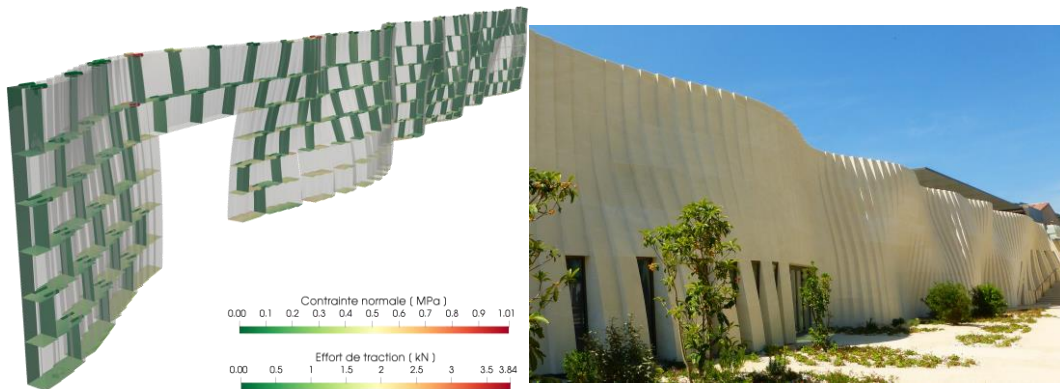 Contrainte normale ( MPa )
0.00 0.1 0.2 0.3 0.4 0.5 0.6 0.7 0.8 0.9 1.01
Effort de traction ( kN )
0.00 0.5 1 1.5 2 2.5 3 3.5 3.84